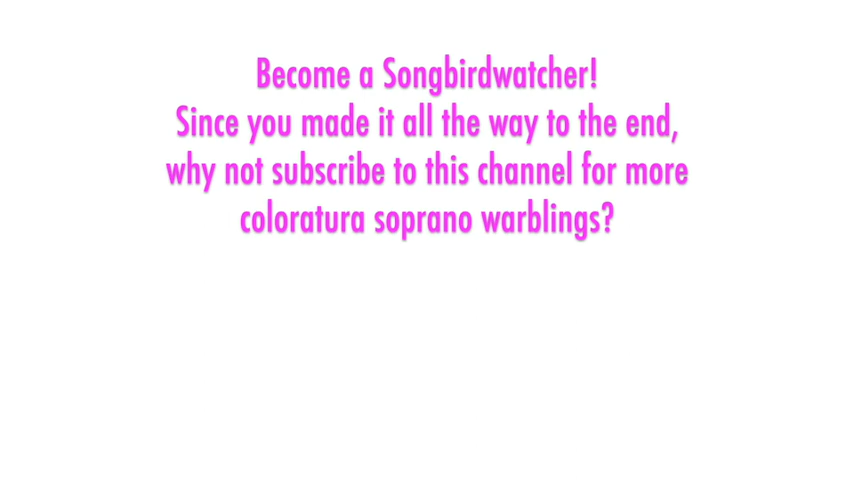 Become a Songbirdwatcher!
Since you made it all the way to the end,
why not subscribe to this channel for more
coloratura soprano warblings?